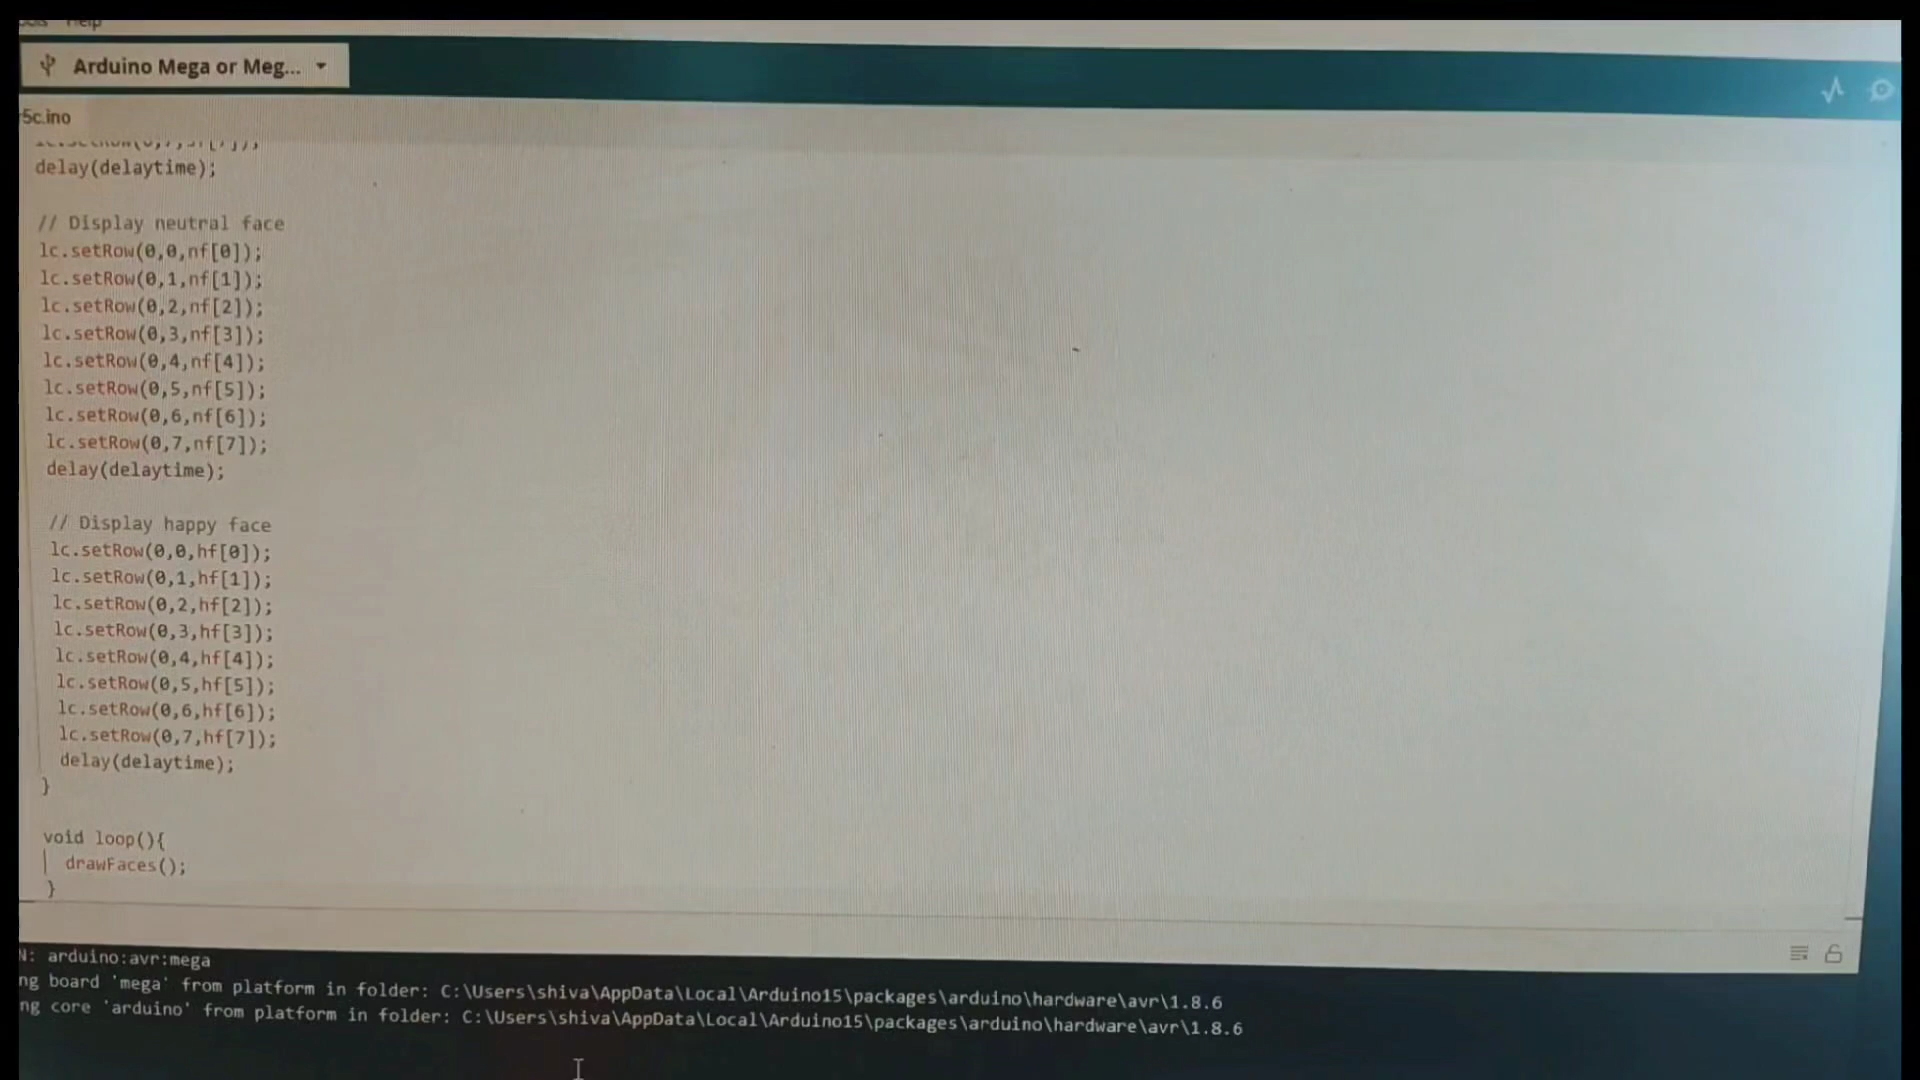 Help
Arduino Mega or Meg...
5c.ino
delay(delaytime);
// Display neutral face
lc.setRow(0,0,nf[0]);
lc.setRow(0,1,nf[1]);
lc.setRow(0,2,nf[2]);
lc.setRow(0,3,nf[3]);
lc.setRow(0,4,nf[4]);
lc.setRow(0,5,nf[5]);
lc.setRow(0,6,nf[6]);
lc.setRow(0,7,nf[7]);
delay(delaytime);
// Display happy face
lc.setRow(0,0,hf[0]);
lc.setRow(0,1,hf[1]);
lc.setRow(0,2,hf[2]);
lc.setRow(0,3,hf[3]);
lc.setRow(0,4,hf[4]);
lc.setRow(0,5,hf[5]);
lc.setRow(0,6,hf[6]);
lc.setRow(0,7,hf[7]);
delay(delaytime);
}
void loop(){
drawFaces();
}
N: arduino:avr:mega
ng board 'mega' from platform in folder: C:\Users\shiva\AppData\Local\Arduino15\packages\arduino\hardware\avr\1.8.6
ng core 'arduino' from platform in folder: C:\Users\shiva\AppData\Local\Arduino15\packages\arduino\hardware\avr\1.8.6